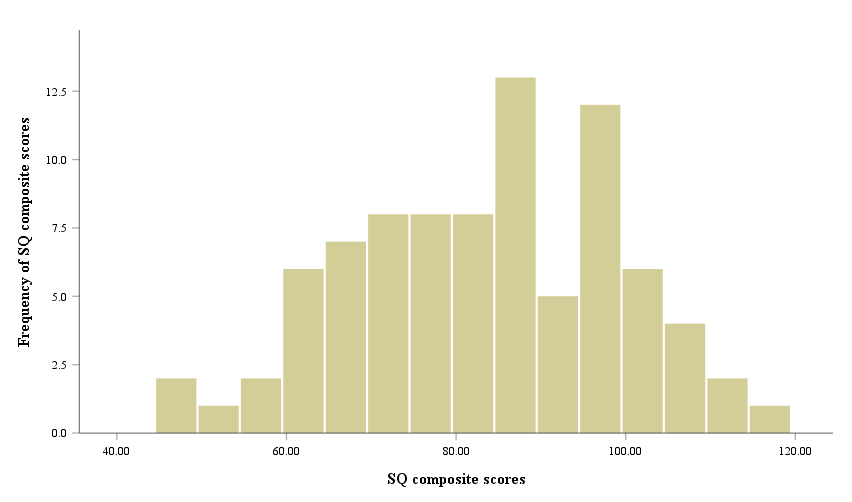 Frequency of SQ composite scores
12.5
10.0
7.5
5.0
2.5
0.0
40.00 60.00 80.00 100.00 120.00
SQ composite scores